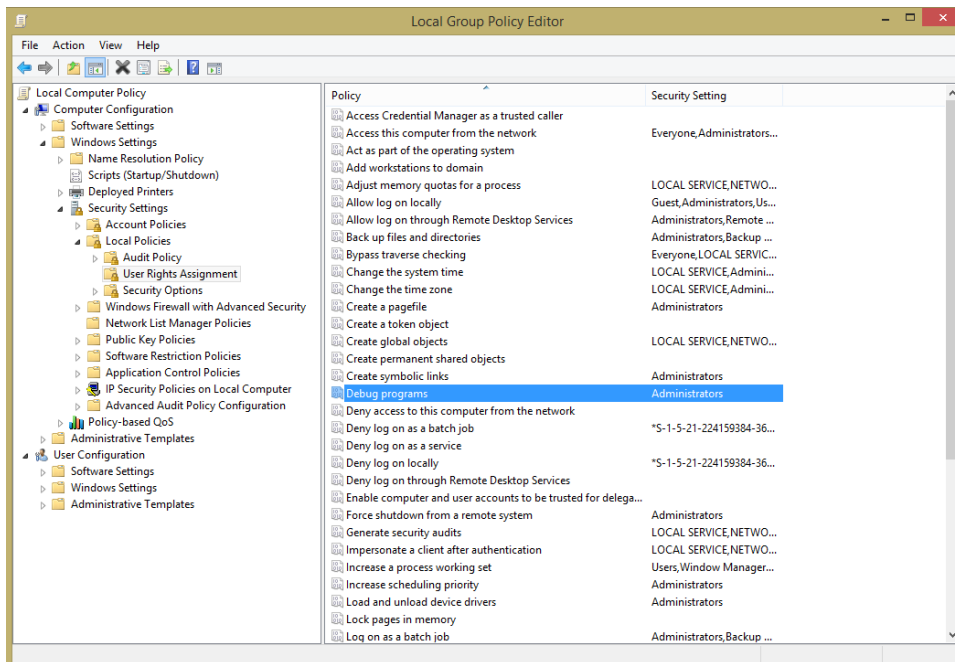 Local Group Policy Editor
File Action View Help
Local Computer Policy
Computer Configuration
Software Settings
Windows Settings
Name Resolution Policy
Scripts (Startup/Shutdown)
Deployed Printers
Security Settings
Account Policies
Local Policies
Audit Policy
User Rights Assignment
Security Options
Windows Firewall with Advanced Security
Network List Manager Policies
Public Key Policies
Software Restriction Policies
Application Control Policies
IP Security Policies on Local Computer
Advanced Audit Policy Configuration
Policy-based QoS
Administrative Templates
User Configuration
Software Settings
Windows Settings
Administrative Templates
Policy Security Setting
Access Credential Manager as a trusted caller
Access this computer from the network Everyone,Administrators...
Act as part of the operating system
Add workstations to domain
Adjust memory quotas for a process LOCAL SERVICE,NETWO...
Allow log on locally Guest,Administrators,Us...
Allow log on through Remote Desktop Services Administrators,Remote ...
Back up files and directories Administrators,Backup ...
Bypass traverse checking Everyone,LOCAL SERVIC...
Change the system time LOCAL SERVICE,Admini...
Change the time zone LOCAL SERVICE,Admini...
Create a pagefile Administrators
Create a token object
Create global objects LOCAL SERVICE,NETWO...
Create permanent shared objects
Create symbolic links Administrators
Debug programs Administrators
Deny access to this computer from the network
Deny log on as a batch job *S-1-5-21-224159384-36...
Deny log on as a service
Deny log on locally *S-1-5-21-224159384-36...
Deny log on through Remote Desktop Services
Enable computer and user accounts to be trusted for delega...
Force shutdown from a remote system Administrators
Generate security audits LOCAL SERVICE,NETWO...
Impersonate a client after authentication LOCAL SERVICE,NETWO...
Increase a process working set Users,Window Manager...
Increase scheduling priority Administrators
Load and unload device drivers Administrators
Lock pages in memory
Log on as a batch job Administrators,Backup ...